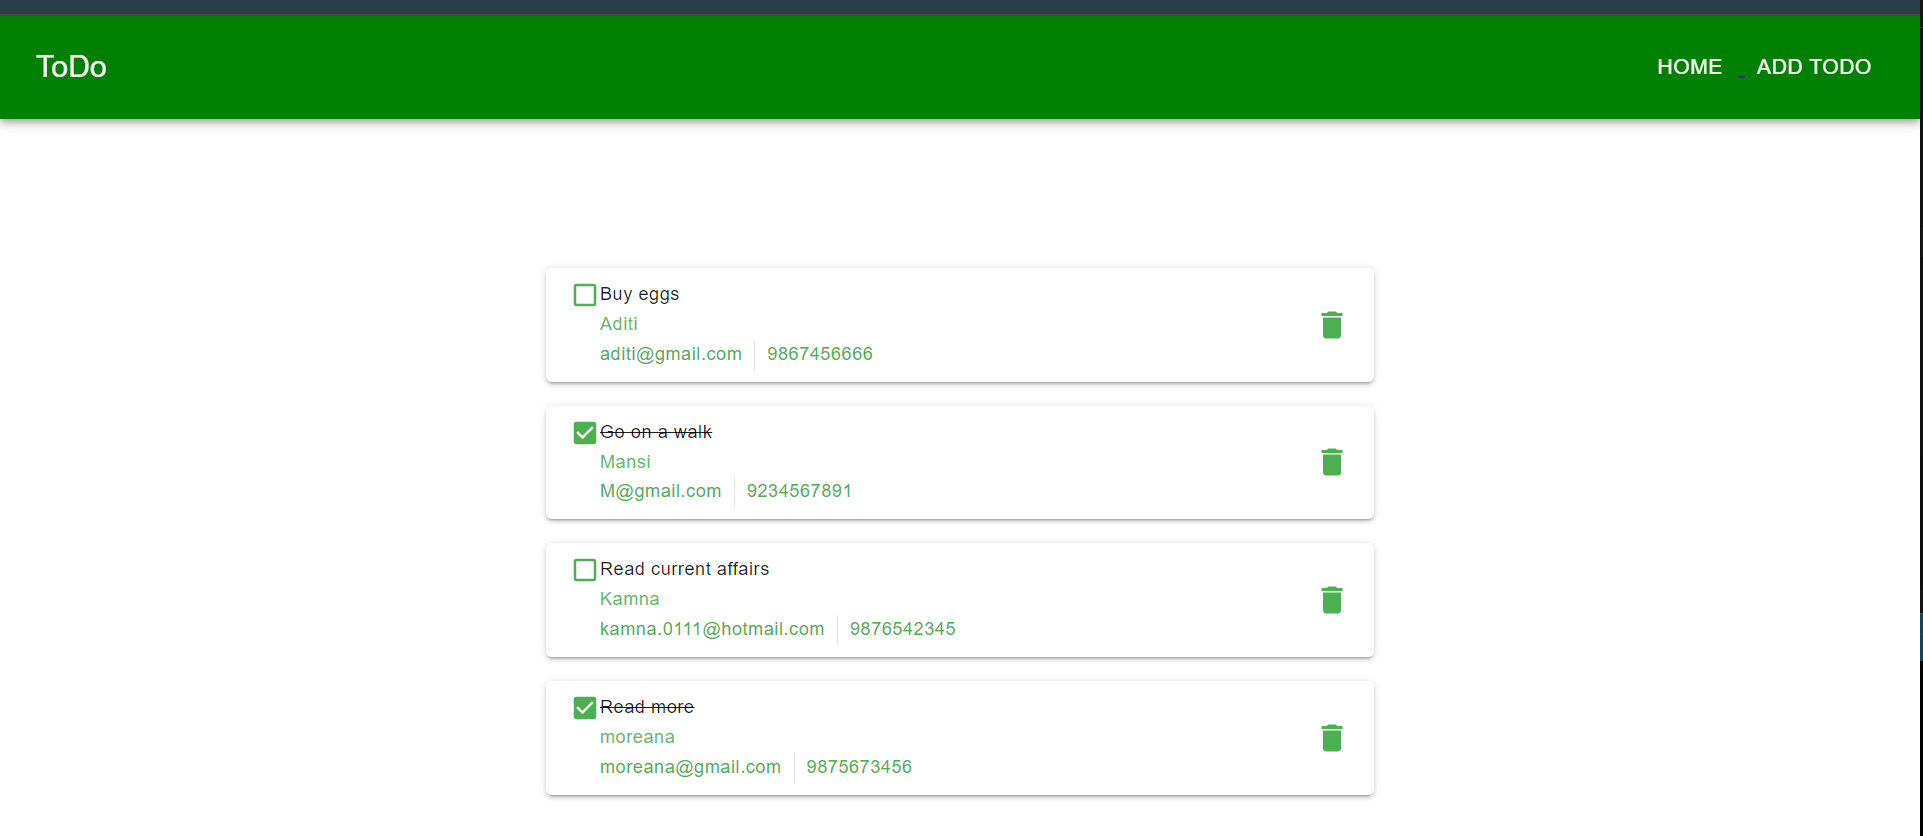 ToDo
HOME ADD TODO
Buy eggs
Aditi
aditi@gmail.com 9867456666
Go on a walk
Mansi
M@gmail.com 9234567891
Read current affairs
Kamna
kamna.0111@hotmail.com 9876542345
Read more
moreana
moreana@gmail.com 9875673456